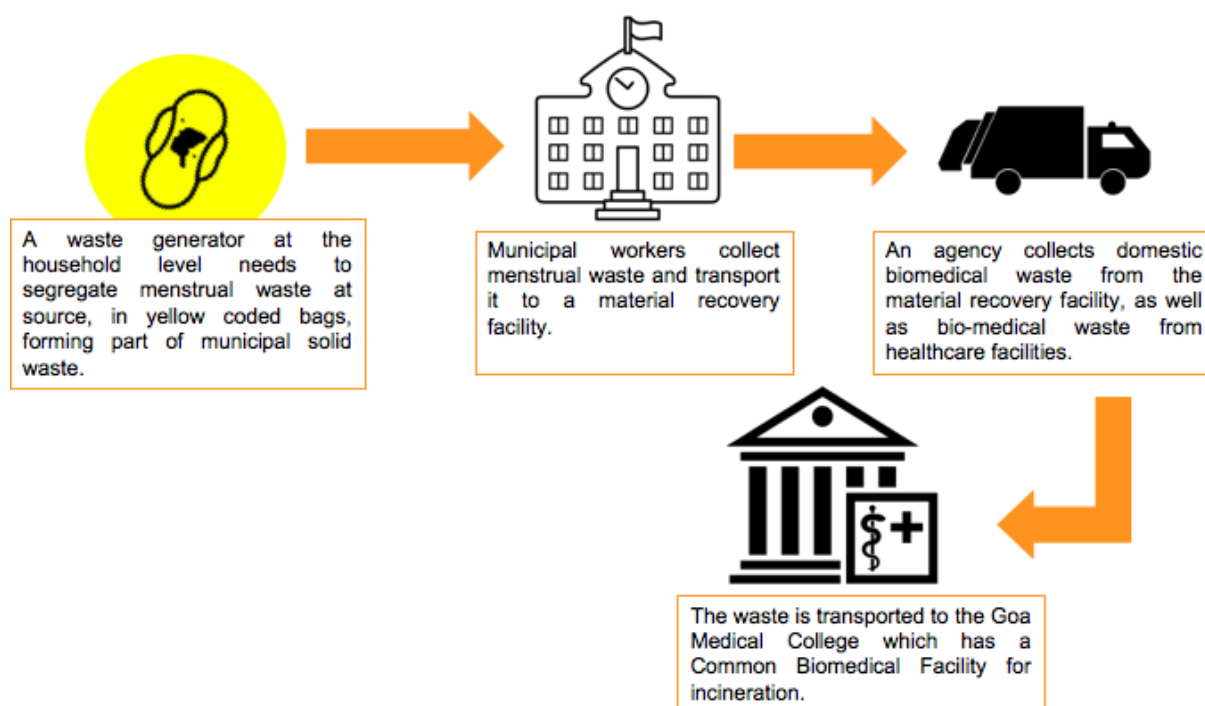 A waste generator at the
household level needs to
segregate menstrual waste at
source, in yellow coded bags,
forming part of municipal solid
waste.
Municipal workers collect
menstrual waste and transport
it to a material recovery
facility.
An agency collects domestic
biomedical waste from the
material recovery facility, as well
as bio-medical waste from
healthcare facilities.
The waste is transported to the Goa
Medical College which has a
Common Biomedical Facility for
incineration.